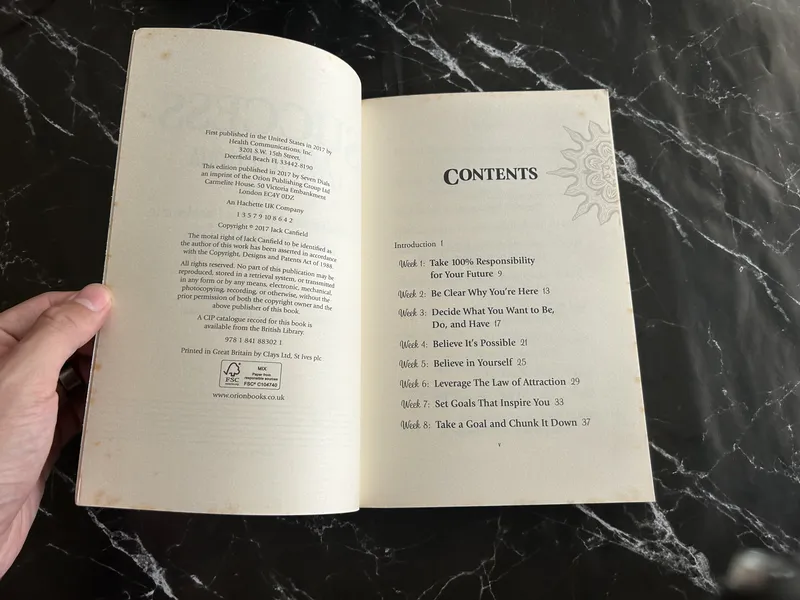 First published in the United States in 2017 by
Health Communications, Inc.
3201 S.W. 15th Street,
Deerfield Beach FL 33442-8190
This edition published in 2017 by Seven Dials
an imprint of the Orion Publishing Group Ltd
Carmelite House, 50 Victoria Embankment
London EC4Y 0DZ
An Hachette UK Company
1 3 5 7 9 10 8 6 4 2
Copyright © 2017 Jack Canfield
The moral right of Jack Canfield to be identified as
the author of this work has been asserted in accordance
with the Copyright, Designs and Patents Act of 1988.
All rights reserved. No part of this publication may be
reproduced, stored in a retrieval system, or transmitted
in any form or by any means, electronic, mechanical,
photocopying, recording, or otherwise, without the
prior permission of both the copyright owner and the
above publisher of this book.
A CIP catalogue record for this book is
available from the British Library.
978 1 841 88302 1
Printed in Great Britain by Clays Ltd, St Ives plc
FSC
MIX
Paper from
responsible sources
FSC® C104740
www.orionbooks.co.uk
CONTENTS
Introduction 1
Week 1: Take 100% Responsibility
for Your Future 9
Week 2: Be Clear Why You're Here 13
Week 3: Decide What You Want to Be,
Do, and Have 17
Week 4: Believe It's Possible 21
Week 5: Believe in Yourself 25
Week 6: Leverage The Law of Attraction 29
Week 7: Set Goals That Inspire You 33
Week 8: Take a Goal and Chunk It Down 37
v